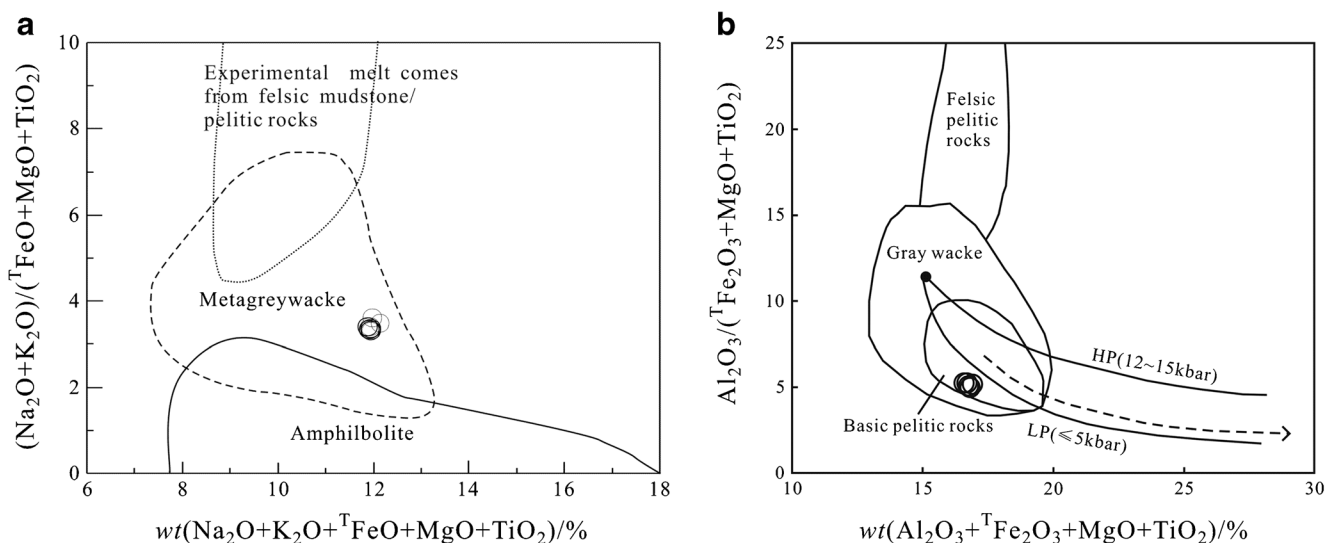 a
10
8
6
4
2
0
6
8
10
12
14
16
18
(Na₂O+K₂O)/(ᵀFeO+MgO+TiO₂)
Experimental melt comes
from felsic mudstone/
pelitic rocks
Metagreywacke
Amphilbolite
wt(Na₂O+K₂O+ᵀFeO+MgO+TiO₂)/%
b
25
20
15
10
5
0
10
15
20
25
30
Al₂O₃/(ᵀFe₂O₃+MgO+TiO₂)
Felsic
pelitic
rocks
Gray wacke
HP(12~15kbar)
Basic pelitic rocks
LP(⩽5kbar)
wt(Al₂O₃+ᵀFe₂O₃+MgO+TiO₂)/%